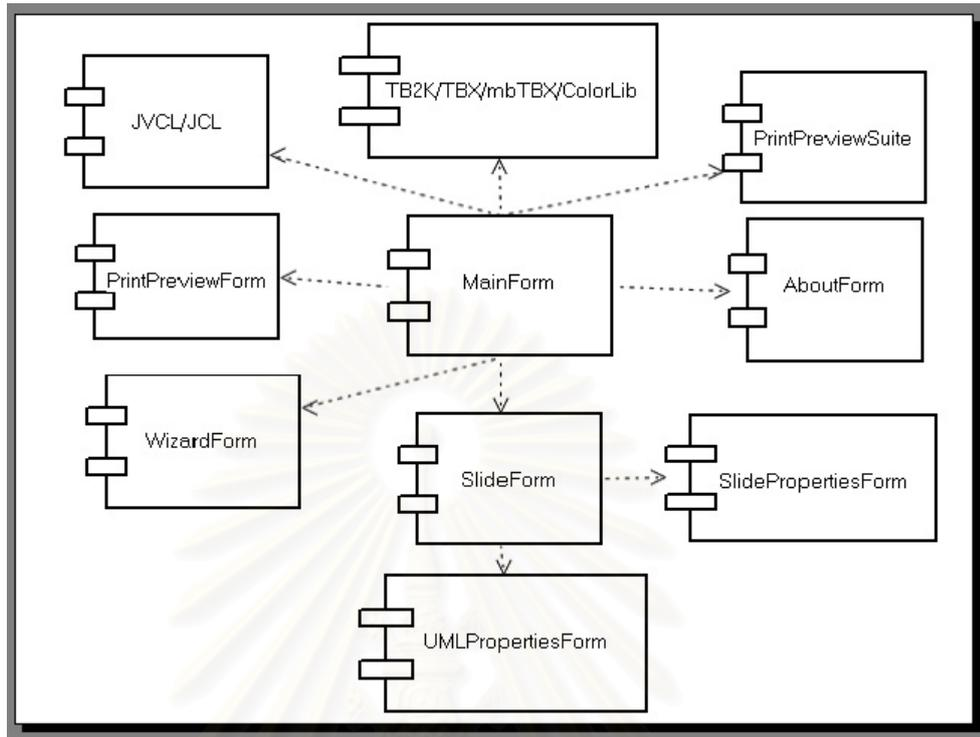 TB2K/TBX/mbTBX/ColorLib
JVCL/JCL
PrintPreviewSuite
PrintPreviewForm
MainForm
AboutForm
WizardForm
SlideForm
SlidePropertiesForm
UMLPropertiesForm